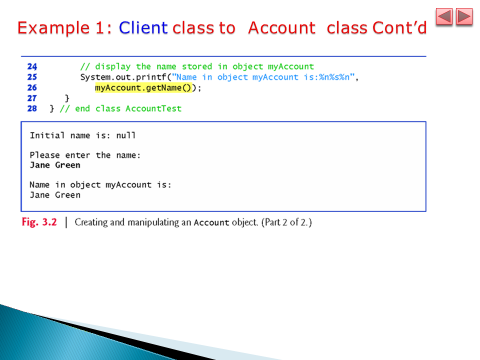 Example 1: Client class to Account class Cont'd
24 // display the name stored in object myAccount
25 System.out.printf("Name in object myAccount is:%n%s%n",
26 myAccount.getName());
27 }
28 } // end class AccountTest
Initial name is: null
Please enter the name:
Jane Green
Name in object myAccount is:
Jane Green
Fig. 3.2 | Creating and manipulating an Account object. (Part 2 of 2.)